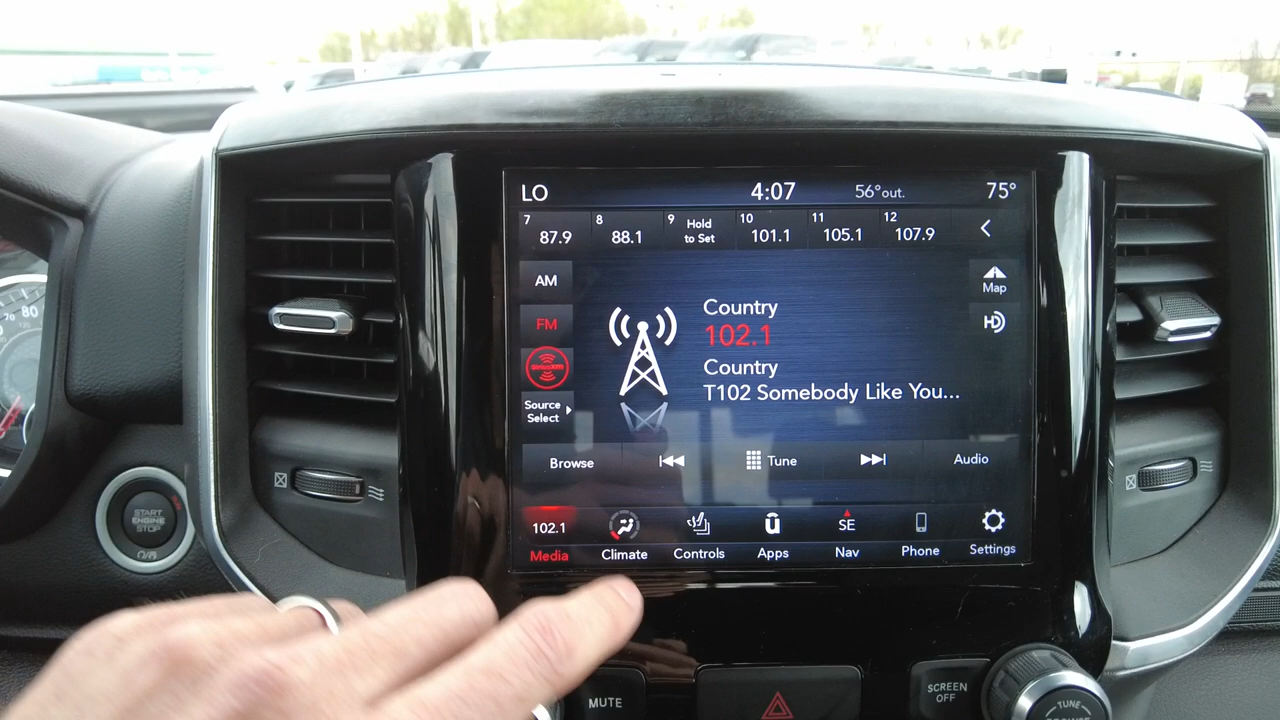 LO 4:07 56°out. 75°
7 8 9 Hold to Set 10 11 12
87.9 88.1 101.1 105.1 107.9
AM
Map
Country
FM
102.1
HD
SiriusXM
Country
T102 Somebody Like You...
Source
Select
Browse Tune Audio
102.1 SE
Media Climate Controls Apps Nav Phone Settings
80
START
ENGINE
STOP
MUTE
SCREEN
OFF
TUNE